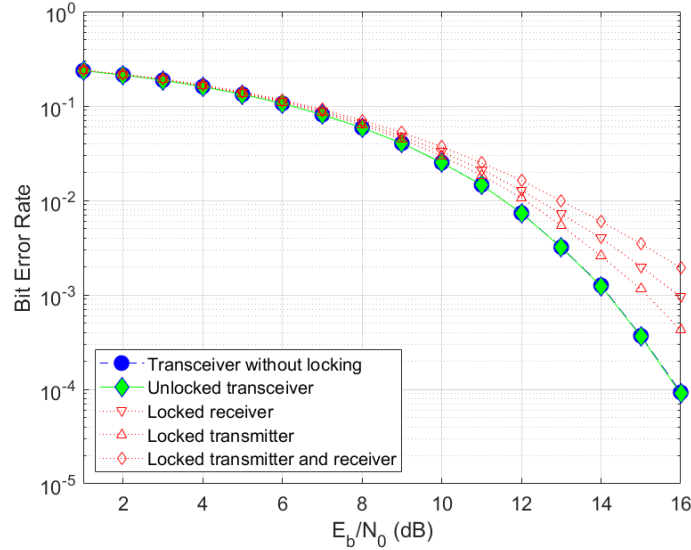 10^0
10^-1
10^-2
10^-3
10^-4
10^-5
Bit Error Rate
Transceiver without locking
Unlocked transceiver
Locked receiver
Locked transmitter
Locked transmitter and receiver
2 4 6 8 10 12 14 16
E_b/N_0 (dB)